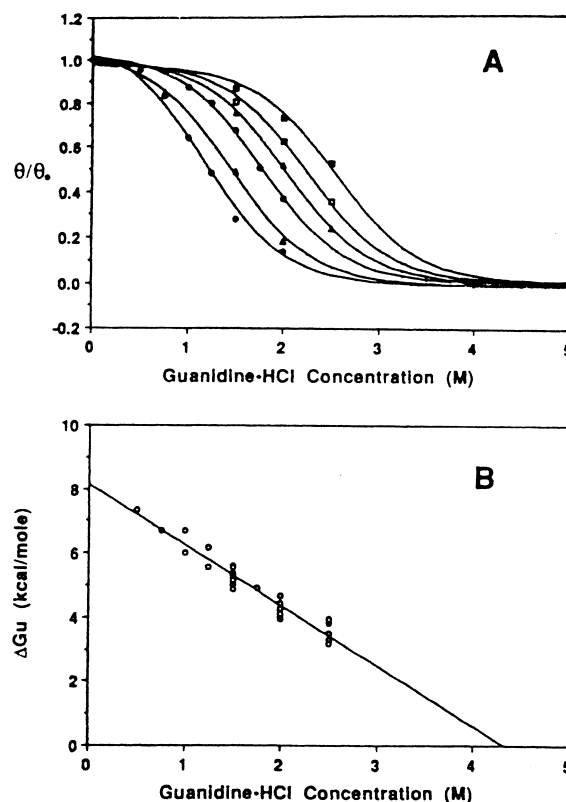 A
1.2
1.0
0.8
0.6
0.4
0.2
0.0
-0.2
θ/θ₀
0 1 2 3 4 5
Guanidine·HCl Concentration (M)
B
10
8
6
4
2
0
ΔGu (kcal/mole)
0 1 2 3 4 5
Guanidine·HCl Concentration (M)